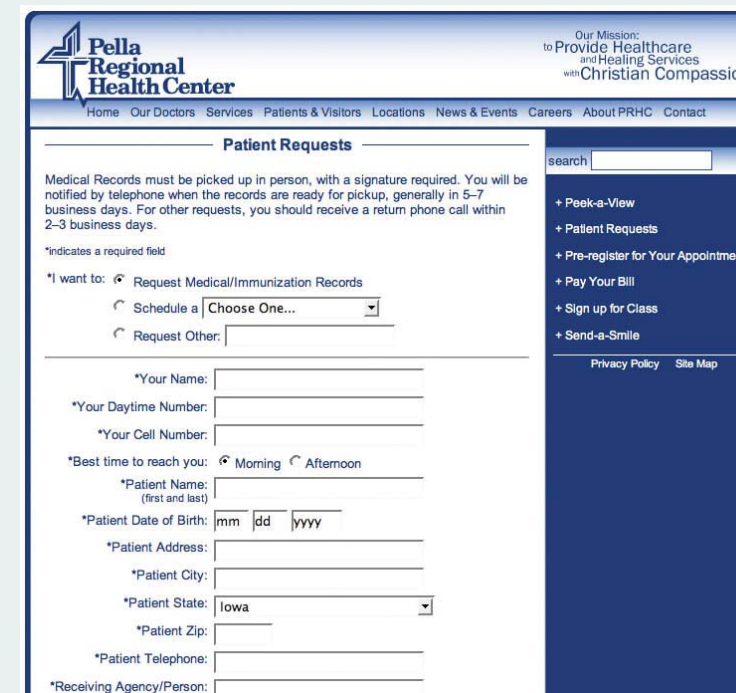 Pella
Regional
Health Center
Our Mission:
to Provide Healthcare
and Healing Services
with Christian
Home Our Doctors Services Patients & Visitors Locations News & Events Careers About PRHC Contact
Patient Requests
Medical Records must be picked up in person, with a signature required. You will be
notified by telephone when the records are ready for pickup, generally in 5–7
business days. For other requests, you should receive a return phone call within
2–3 business days.
*indicates a required field
*I want to: Request Medical/Immunization Records
Schedule a Choose One...
Request Other:
*Your Name:
*Your Daytime Number:
*Your Cell Number:
*Best time to reach you: Morning Afternoon
*Patient Name:
(first and last)
*Patient Date of Birth: mm dd yyyy
*Patient Address:
*Patient City:
*Patient State: Iowa
*Patient Zip:
*Patient Telephone:
*Receiving Agency/Person:
search
+ Peek-a-View
+ Patient Requests
+ Pre-register for Your
+ Pay Your Bill
+ Sign up for Class
+ Send-a-Smile
Privacy Policy Site Map